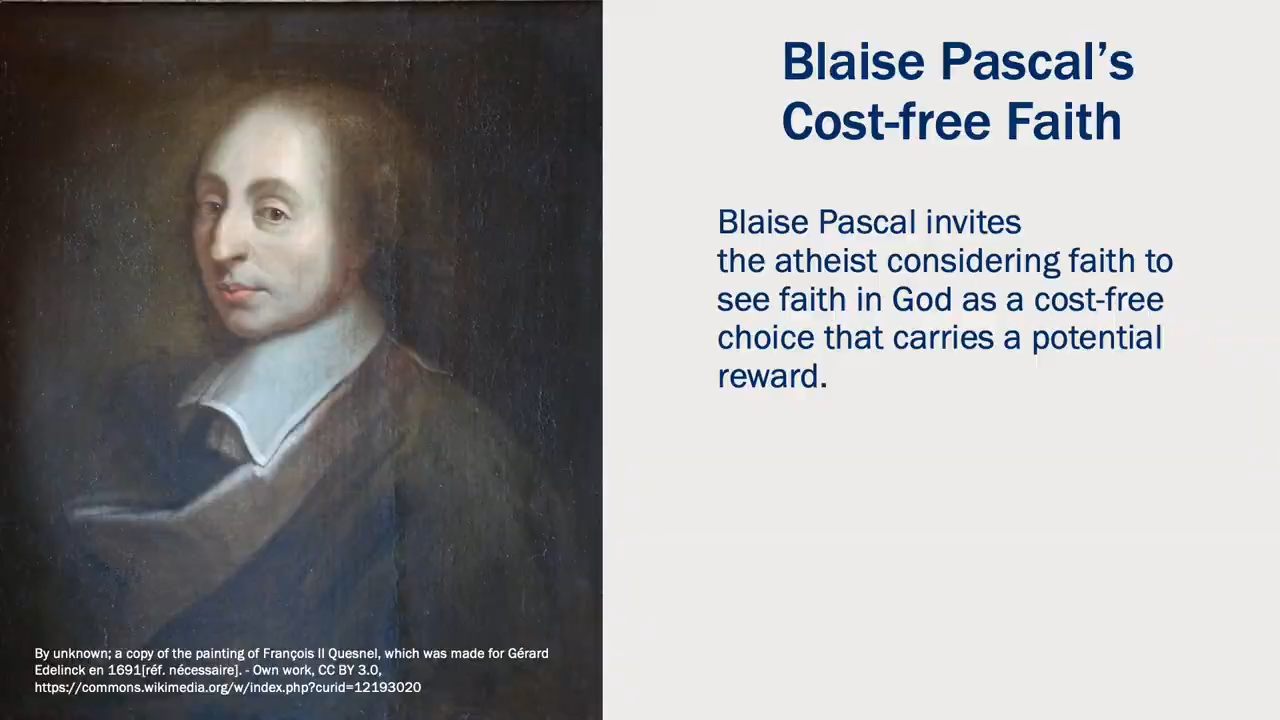 Blaise Pascal’s
Cost-free Faith
Blaise Pascal invites
the atheist considering faith to
see faith in God as a cost-free
choice that carries a potential
reward.
By unknown; a copy of the painting of François II Quesnel, which was made for Gérard
Edelinck en 1691[réf. nécessaire]. - Own work, CC BY 3.0,
https://commons.wikimedia.org/w/index.php?curid=12193020